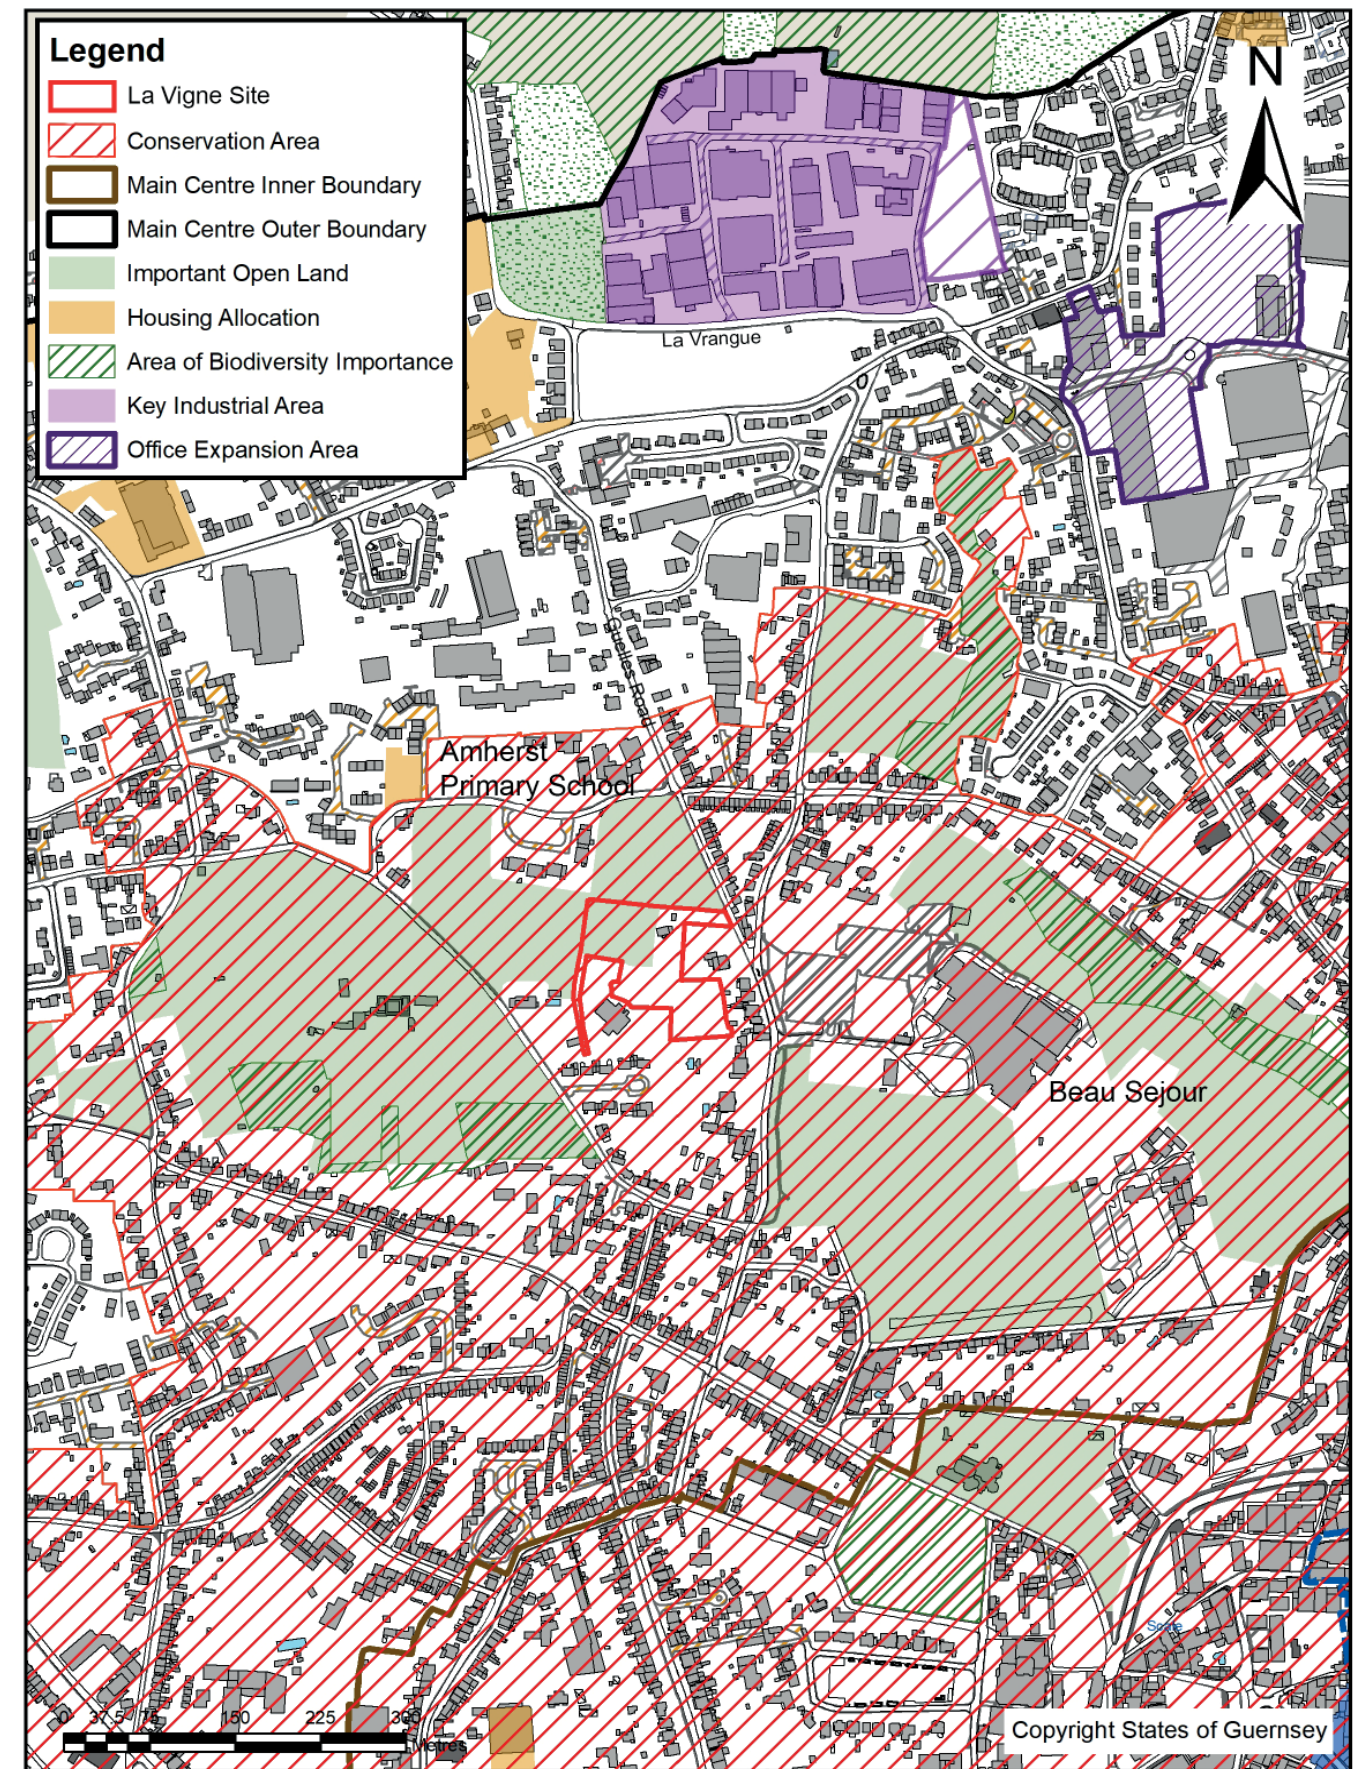 Legend
La Vigne Site
Conservation Area
Main Centre Inner Boundary
Main Centre Outer Boundary
Important Open Land
Housing Allocation
Area of Biodiversity Importance
Key Industrial Area
Office Expansion Area
N
La Vrangue
Guelles Road
Amherst
Primary School
Beau Sejour
0 37.5 75 150 225 300
Metres
Copyright States of Guernsey